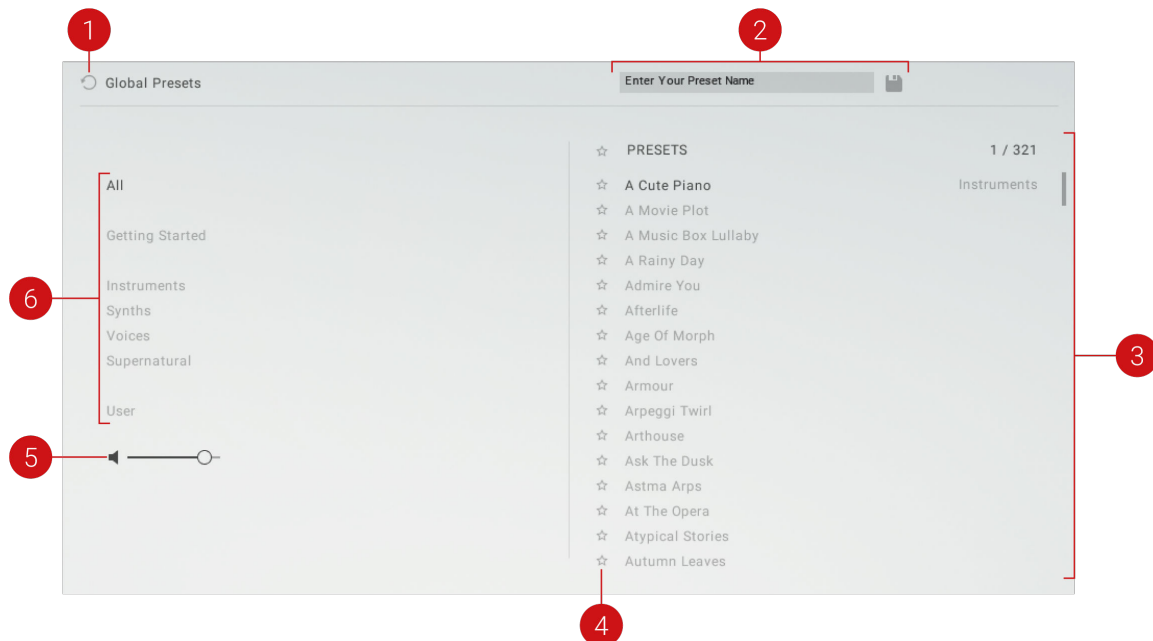 1
2
Global Presets
Enter Your Preset Name
PRESETS 1 / 321
All
A Cute Piano Instruments
A Movie Plot
Getting Started
A Music Box Lullaby
A Rainy Day
Instruments
Admire You
6
Synths
Afterlife
Voices
Age Of Morph
3
Supernatural
And Lovers
Armour
User
Arpeggi Twirl
Arthouse
5
Ask The Dusk
Astma Arps
At The Opera
Atypical Stories
Autumn Leaves
4